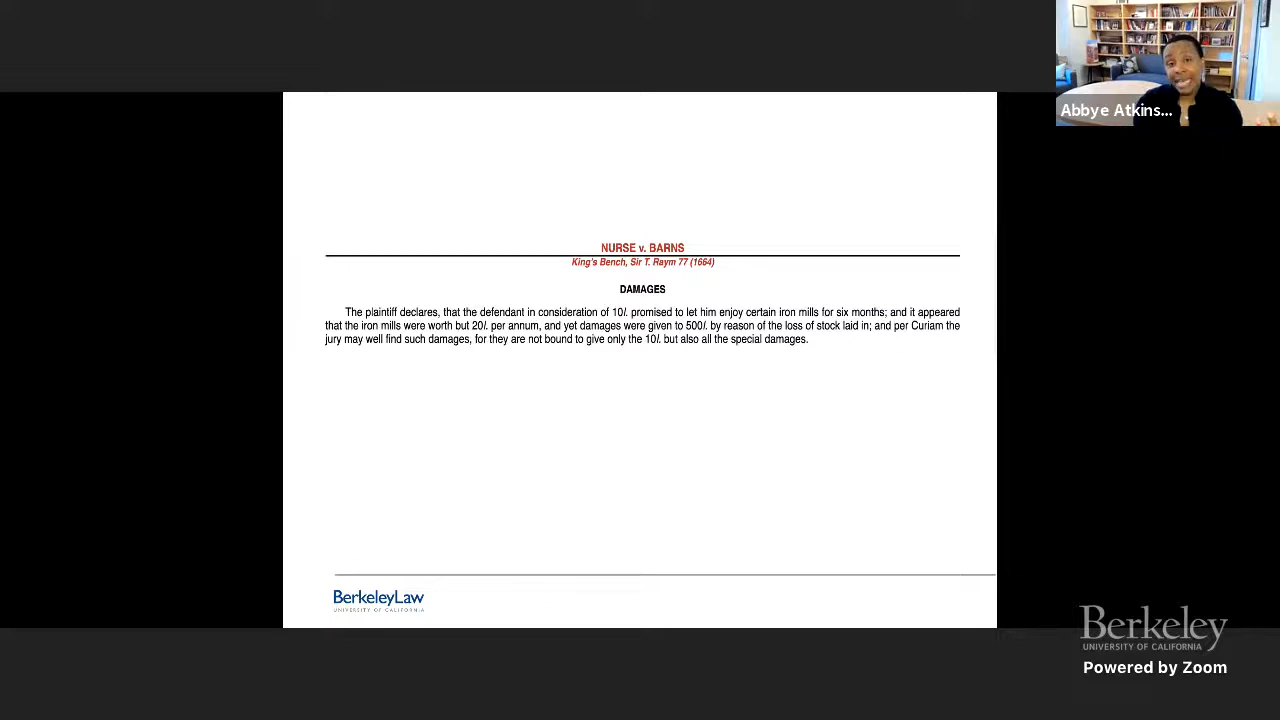 Abbye Atkins...
NURSE v. BARNS
King's Bench, Sir T. Raym 77 (1664)
DAMAGES
The plaintiff declares, that the defendant in consideration of 10l. promised to let him enjoy certain iron mills for six months; and it appeared
that the iron mills were worth but 20l. per annum, and yet damages were given to 500l. by reason of the loss of stock laid in; and per Curiam the
jury may well find such damages, for they are not bound to give only the 10l. but also all the special damages.
BerkeleyLaw
UNIVERSITY OF CALIFORNIA
Berkeley
UNIVERSITY OF CALIFORNIA
Powered by Zoom